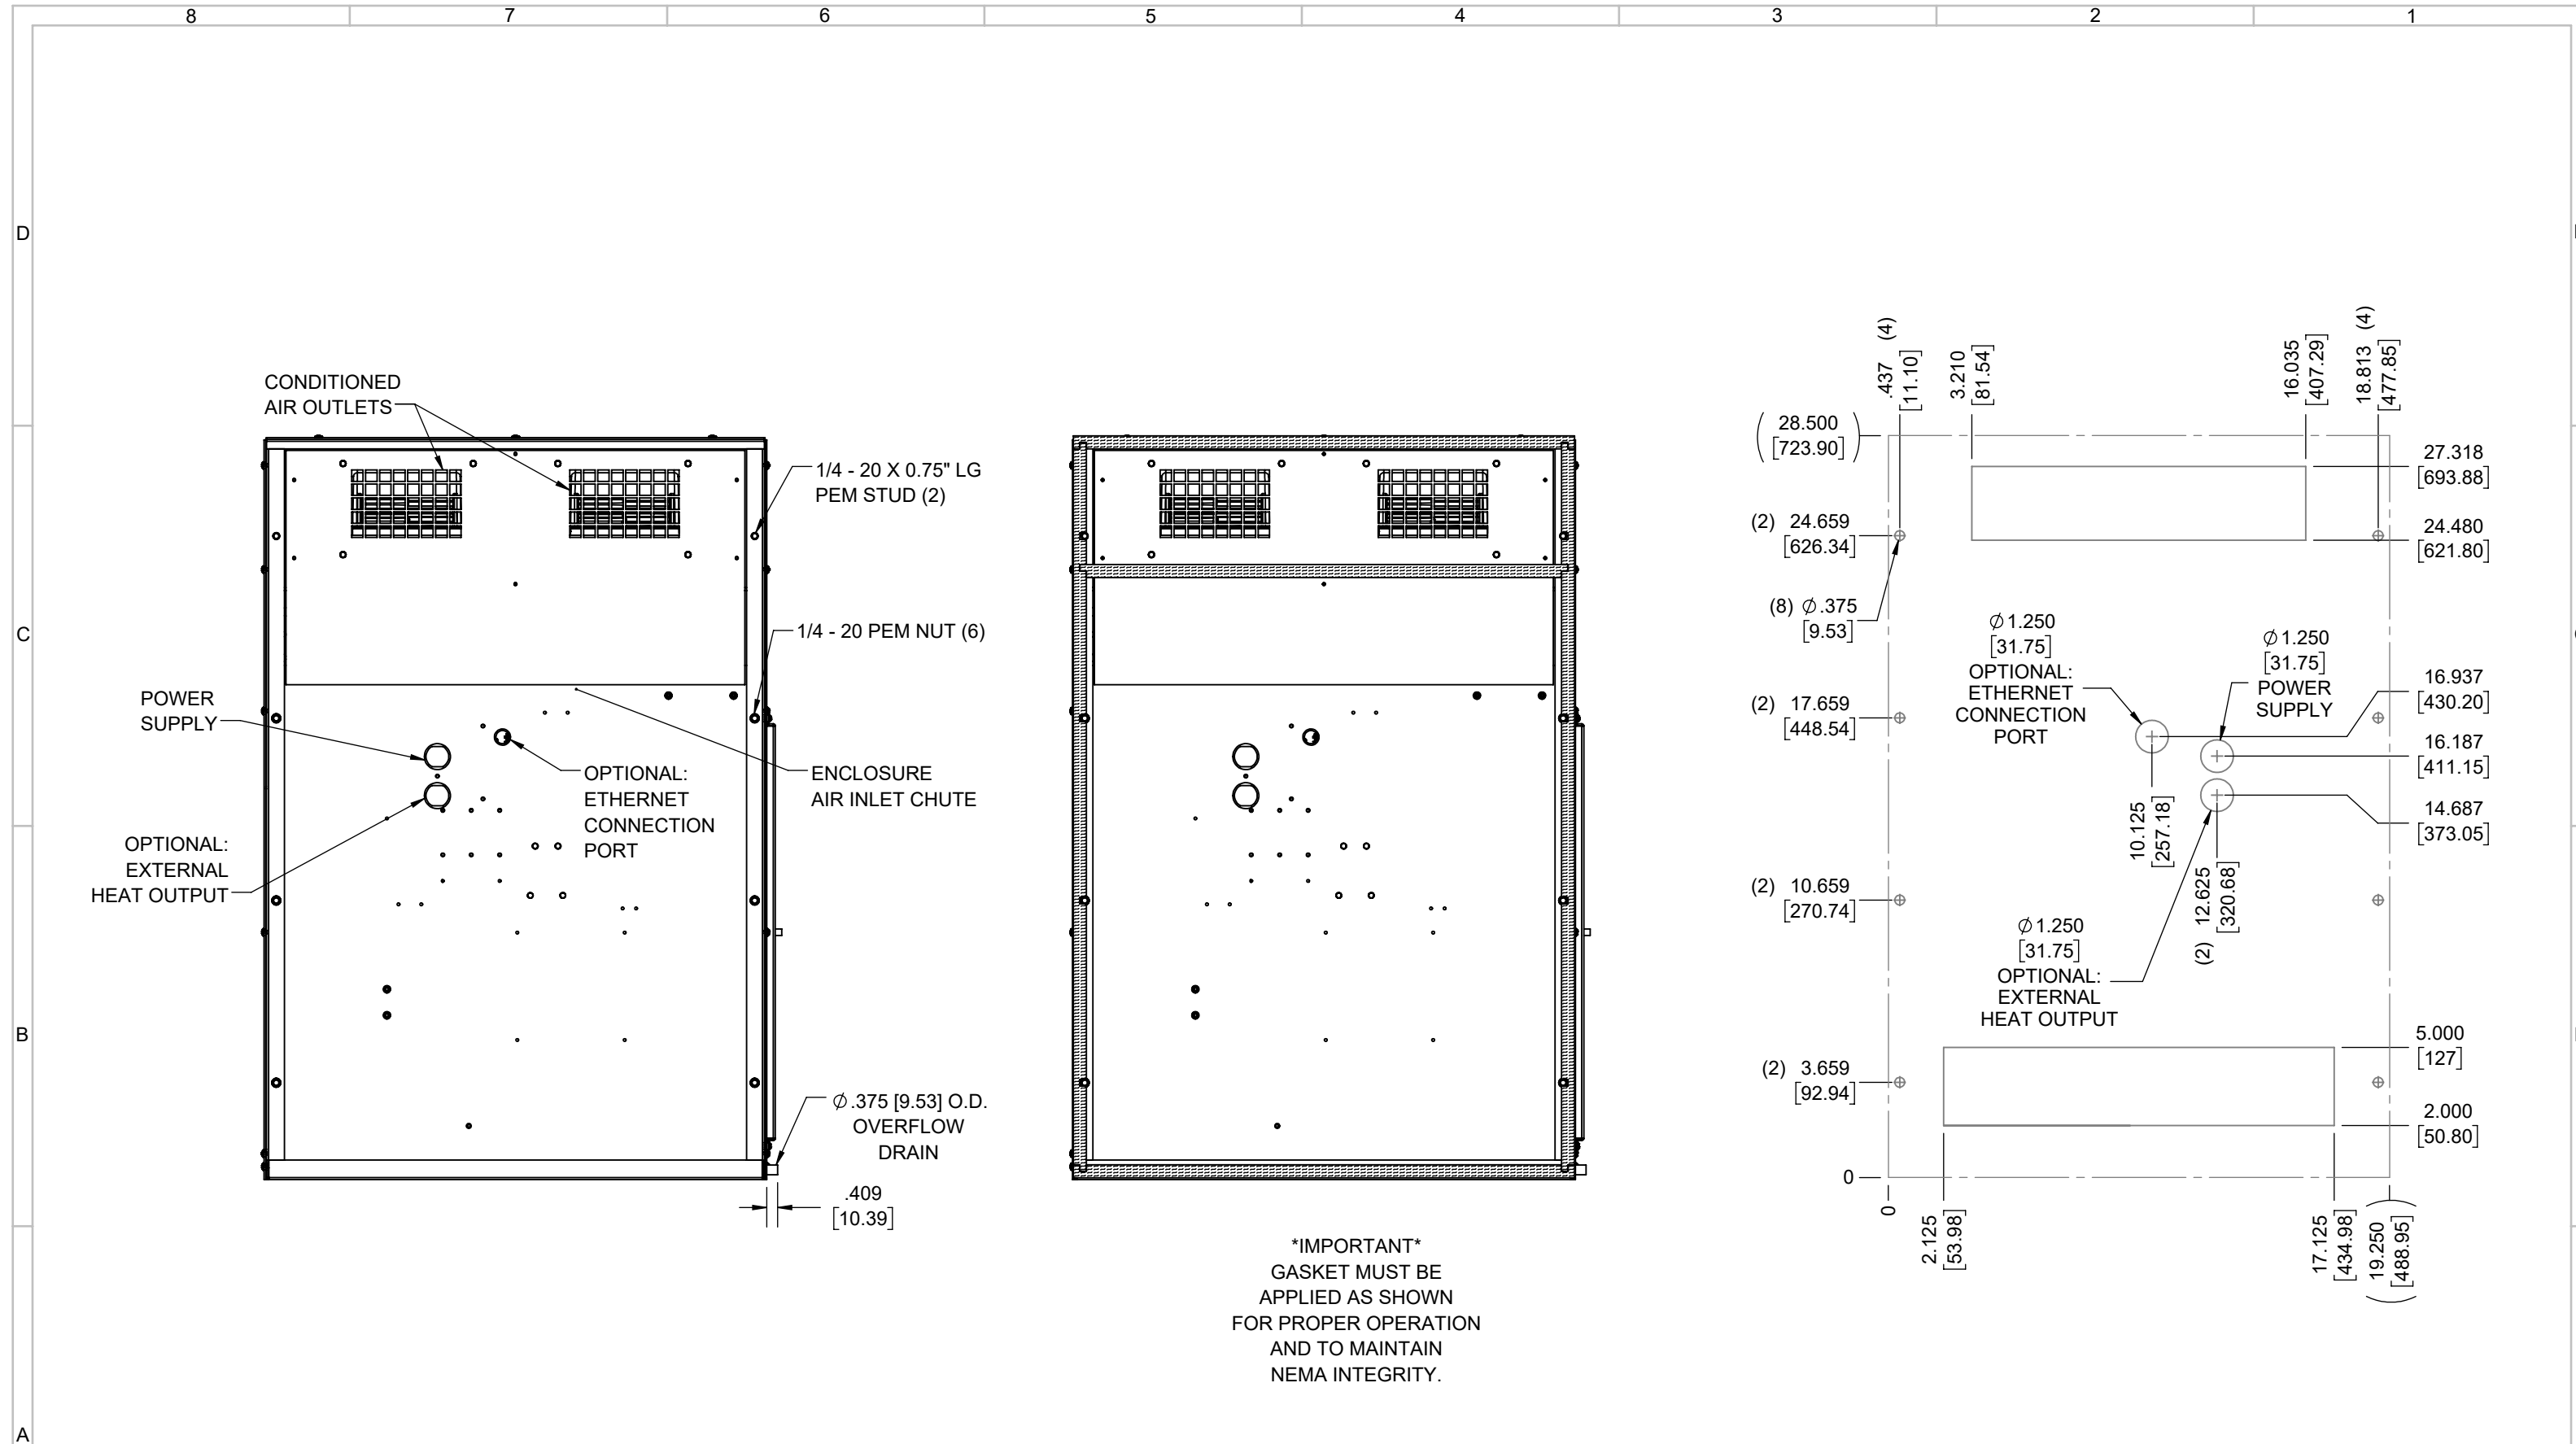 8 7 6 5 4 3 2 1
D
C
B
A
CONDITIONED
AIR OUTLETS
1/4 - 20 X 0.75" LG
PEM STUD (2)
1/4 - 20 PEM NUT (6)
POWER
SUPPLY
OPTIONAL:
EXTERNAL
HEAT OUTPUT
OPTIONAL:
ETHERNET
CONNECTION
PORT
ENCLOSURE
AIR INLET CHUTE
∅.375 [9.53] O.D.
OVERFLOW
DRAIN
.409
[10.39]
*IMPORTANT*
GASKET MUST BE
APPLIED AS SHOWN
FOR PROPER OPERATION
AND TO MAINTAIN
NEMA INTEGRITY.
.437 (4)
[11.10]
3.210
[81.54]
16.035
[407.29]
18.813 (4)
[477.85]
(28.500
[723.90])
(2) 24.659
[626.34]
(8) ∅.375
[9.53]
(2) 17.659
[448.54]
(2) 10.659
[270.74]
(2) 3.659
[92.94]
0
0
27.318
[693.88]
24.480
[621.80]
∅1.250
[31.75]
OPTIONAL:
ETHERNET
CONNECTION
PORT
∅1.250
[31.75]
POWER
SUPPLY
16.937
[430.20]
16.187
[411.15]
14.687
[373.05]
10.125
[257.18]
(2) 12.625
[320.68]
∅1.250
[31.75]
OPTIONAL:
EXTERNAL
HEAT OUTPUT
5.000
[127]
2.000
[50.80]
2.125
[53.98]
17.125
[434.98]
(19.250
[488.95])